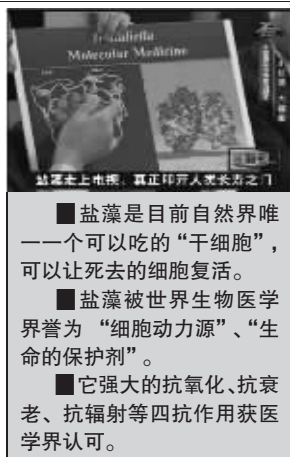 Molecular Medicine
盐藻走上电视，真正叩开人类长寿之门
■盐藻是目前自然界唯
一一个可以吃的“干细胞”，
可以让死去的细胞复活。
■盐藻被世界生物医学
界誉为 “细胞动力源”、“生
命的保护剂”。
■它强大的抗氧化、抗衰
老、抗辐射等四抗作用获医
学界认可。